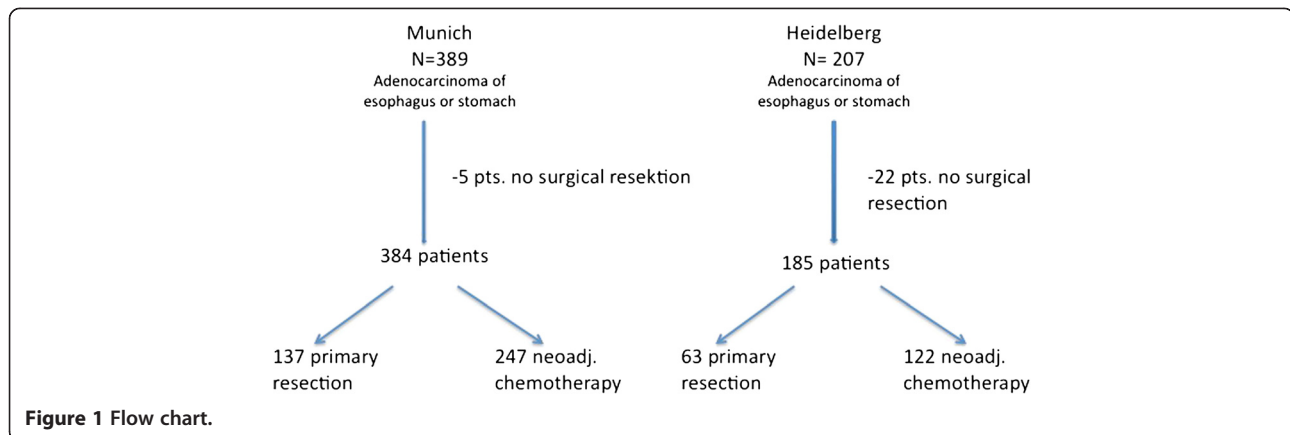 Munich
N=389
Adenocarcinoma of
esophagus or stomach
-5 pts. no surgical resektion
384 patients
137 primary
resection
247 neoadj.
chemotherapy
Heidelberg
N= 207
Adenocarcinoma of
esophagus or stomach
-22 pts. no surgical
resection
185 patients
63 primary
resection
122 neoadj.
chemotherapy
Figure 1 Flow chart.